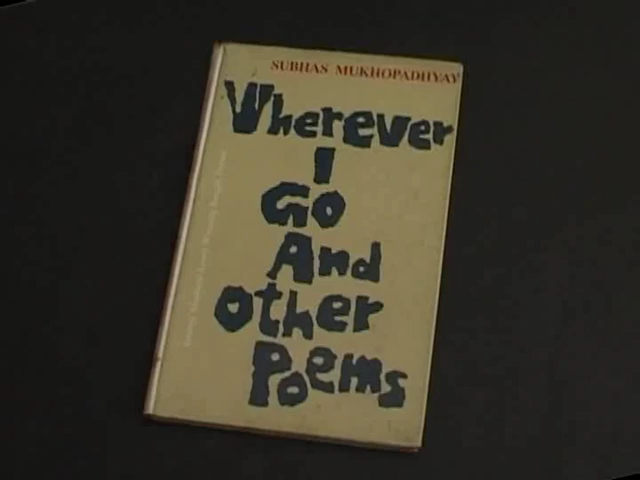 SUBHAS MUKHOPADHYAY
Wherever
I
Go
And
Other
Poems